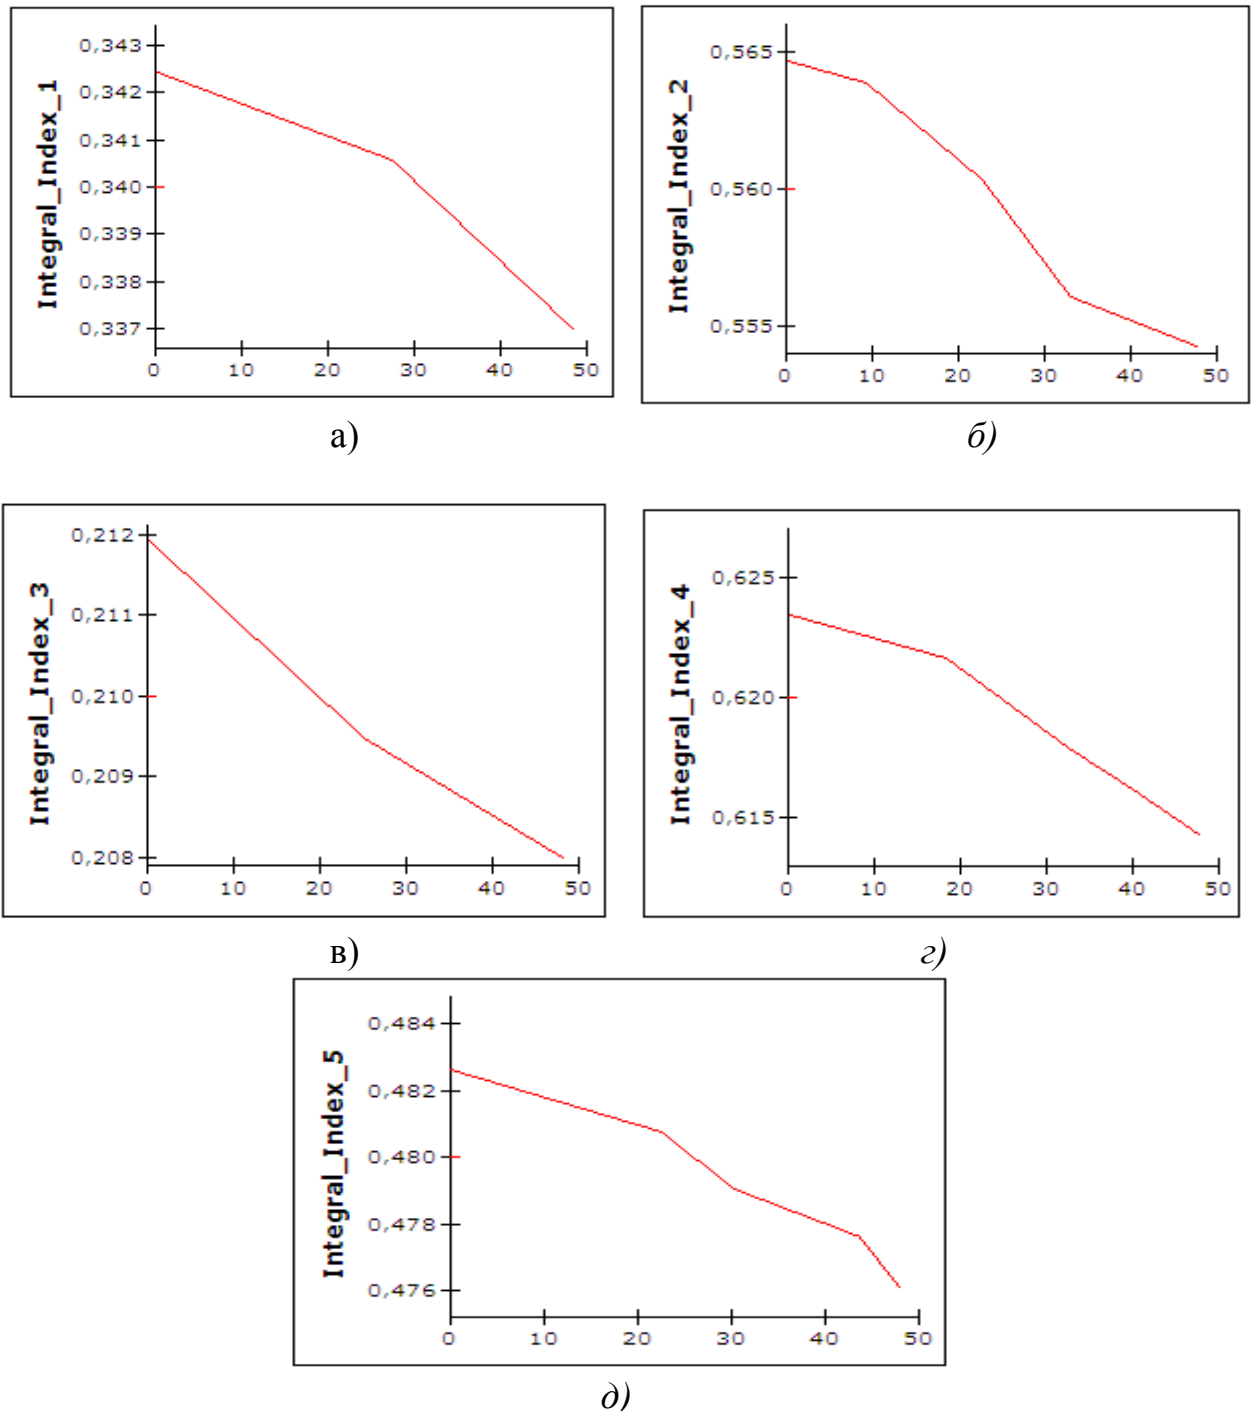 Integral_Index_1
0,343
0,342
0,341
0,340
0,339
0,338
0,337
0 10 20 30 40 50
а)
Integral_Index_2
0,565
0,560
0,555
0 10 20 30 40 50
б)
Integral_Index_3
0,212
0,211
0,210
0,209
0,208
0 10 20 30 40 50
в)
Integral_Index_4
0,625
0,620
0,615
0 10 20 30 40 50
г)
Integral_Index_5
0,484
0,482
0,480
0,478
0,476
0 10 20 30 40 50
д)